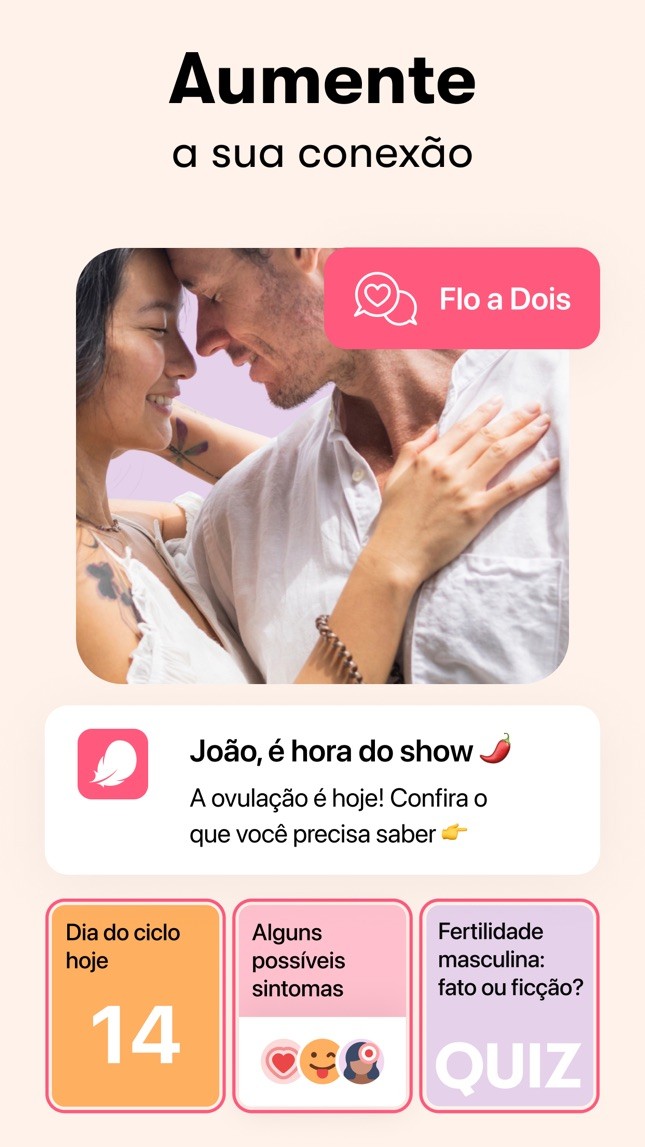 Aumente
a sua conexão
Flo a Dois
João, é hora do show 🌶️
A ovulação é hoje! Confira o
que você precisa saber 👉
Dia do ciclo
hoje
14
Alguns
possíveis
sintomas
Fertilidade
masculina:
fato ou ficção?
QUIZ